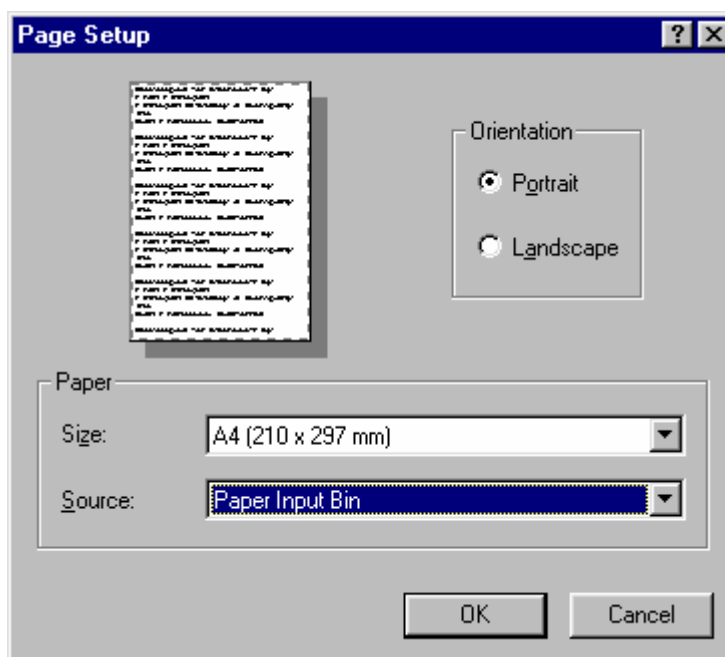 Page Setup
Orientation
Portrait
Landscape
Paper
Size:
A4 (210 x 297 mm)
Source:
Paper Input Bin
OK
Cancel